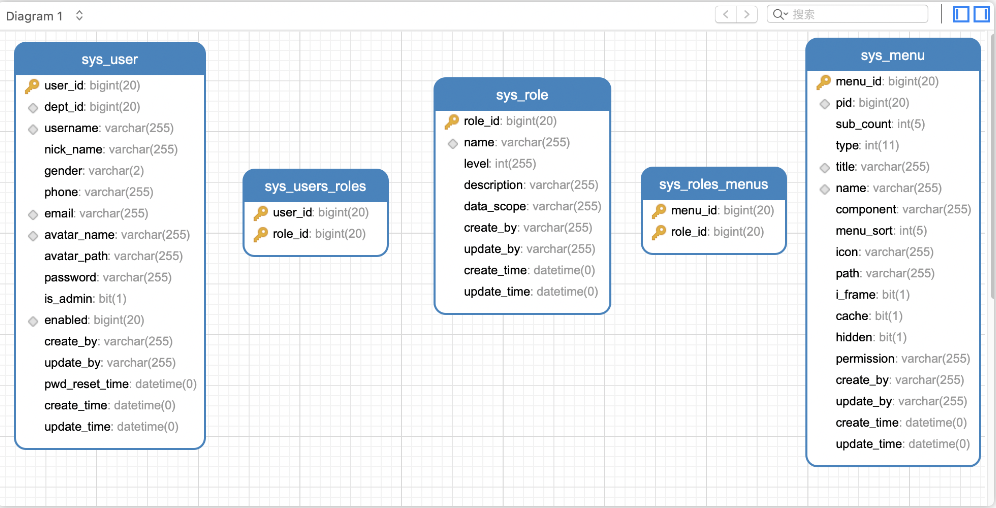 Diagram 1
搜索
sys_user
user_id: bigint(20)
dept_id: bigint(20)
username: varchar(255)
nick_name: varchar(255)
gender: varchar(2)
phone: varchar(255)
email: varchar(255)
avatar_name: varchar(255)
avatar_path: varchar(255)
password: varchar(255)
is_admin: bit(1)
enabled: bigint(20)
create_by: varchar(255)
update_by: varchar(255)
pwd_reset_time: datetime(0)
create_time: datetime(0)
update_time: datetime(0)
sys_users_roles
user_id: bigint(20)
role_id: bigint(20)
sys_role
role_id: bigint(20)
name: varchar(255)
level: int(255)
description: varchar(255)
data_scope: varchar(255)
create_by: varchar(255)
update_by: varchar(255)
create_time: datetime(0)
update_time: datetime(0)
sys_roles_menus
menu_id: bigint(20)
role_id: bigint(20)
sys_menu
menu_id: bigint(20)
pid: bigint(20)
sub_count: int(5)
type: int(11)
title: varchar(255)
name: varchar(255)
component: varchar(255)
menu_sort: int(5)
icon: varchar(255)
path: varchar(255)
i_frame: bit(1)
cache: bit(1)
hidden: bit(1)
permission: varchar(255)
create_by: varchar(255)
update_by: varchar(255)
create_time: datetime(0)
update_time: datetime(0)